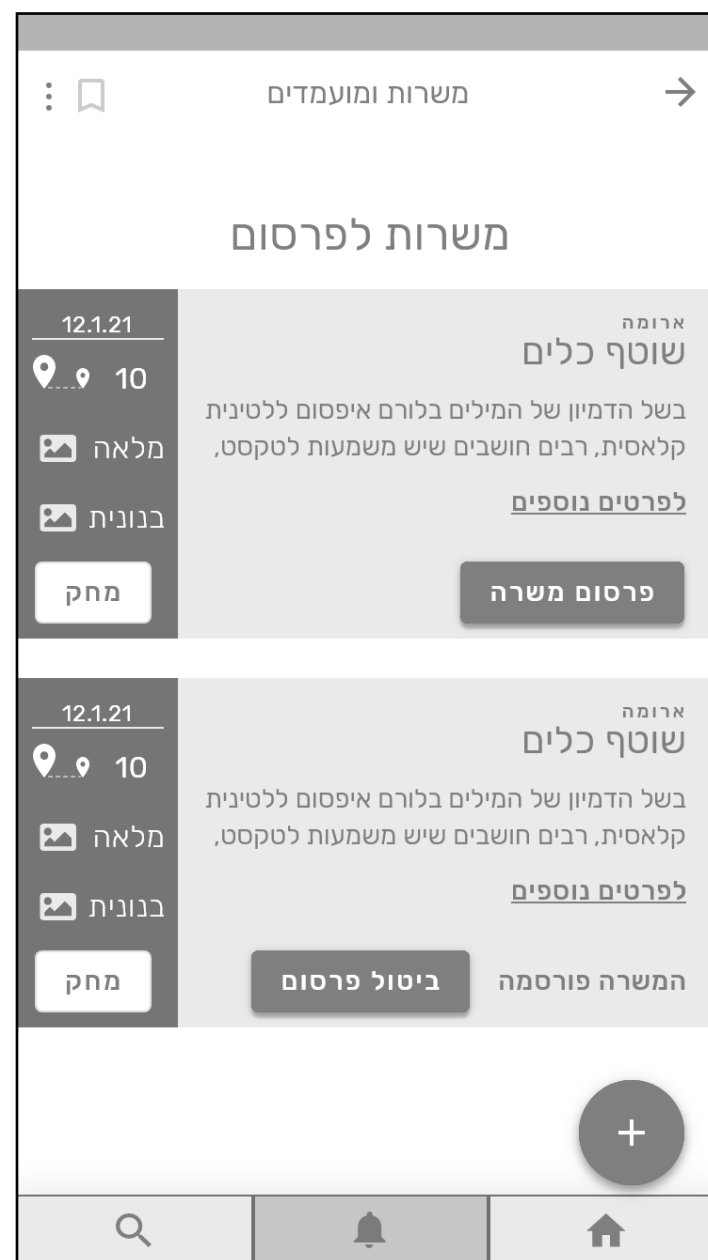 משרות ומועמדים
משרות לפרסום
ארומה
שוטף כלים
בשל הדמיון של המילים בלורם איפסום ללטינית
קלאסית, רבים חושבים שיש משמעות לטקסט,
לפרטים נוספים
פרסום משרה
12.1.21
10
מלאה
בנונית
מחק
ארומה
שוטף כלים
בשל הדמיון של המילים בלורם איפסום ללטינית
קלאסית, רבים חושבים שיש משמעות לטקסט,
לפרטים נוספים
המשרה פורסמה
ביטול פרסום
12.1.21
10
מלאה
בנונית
מחק
+